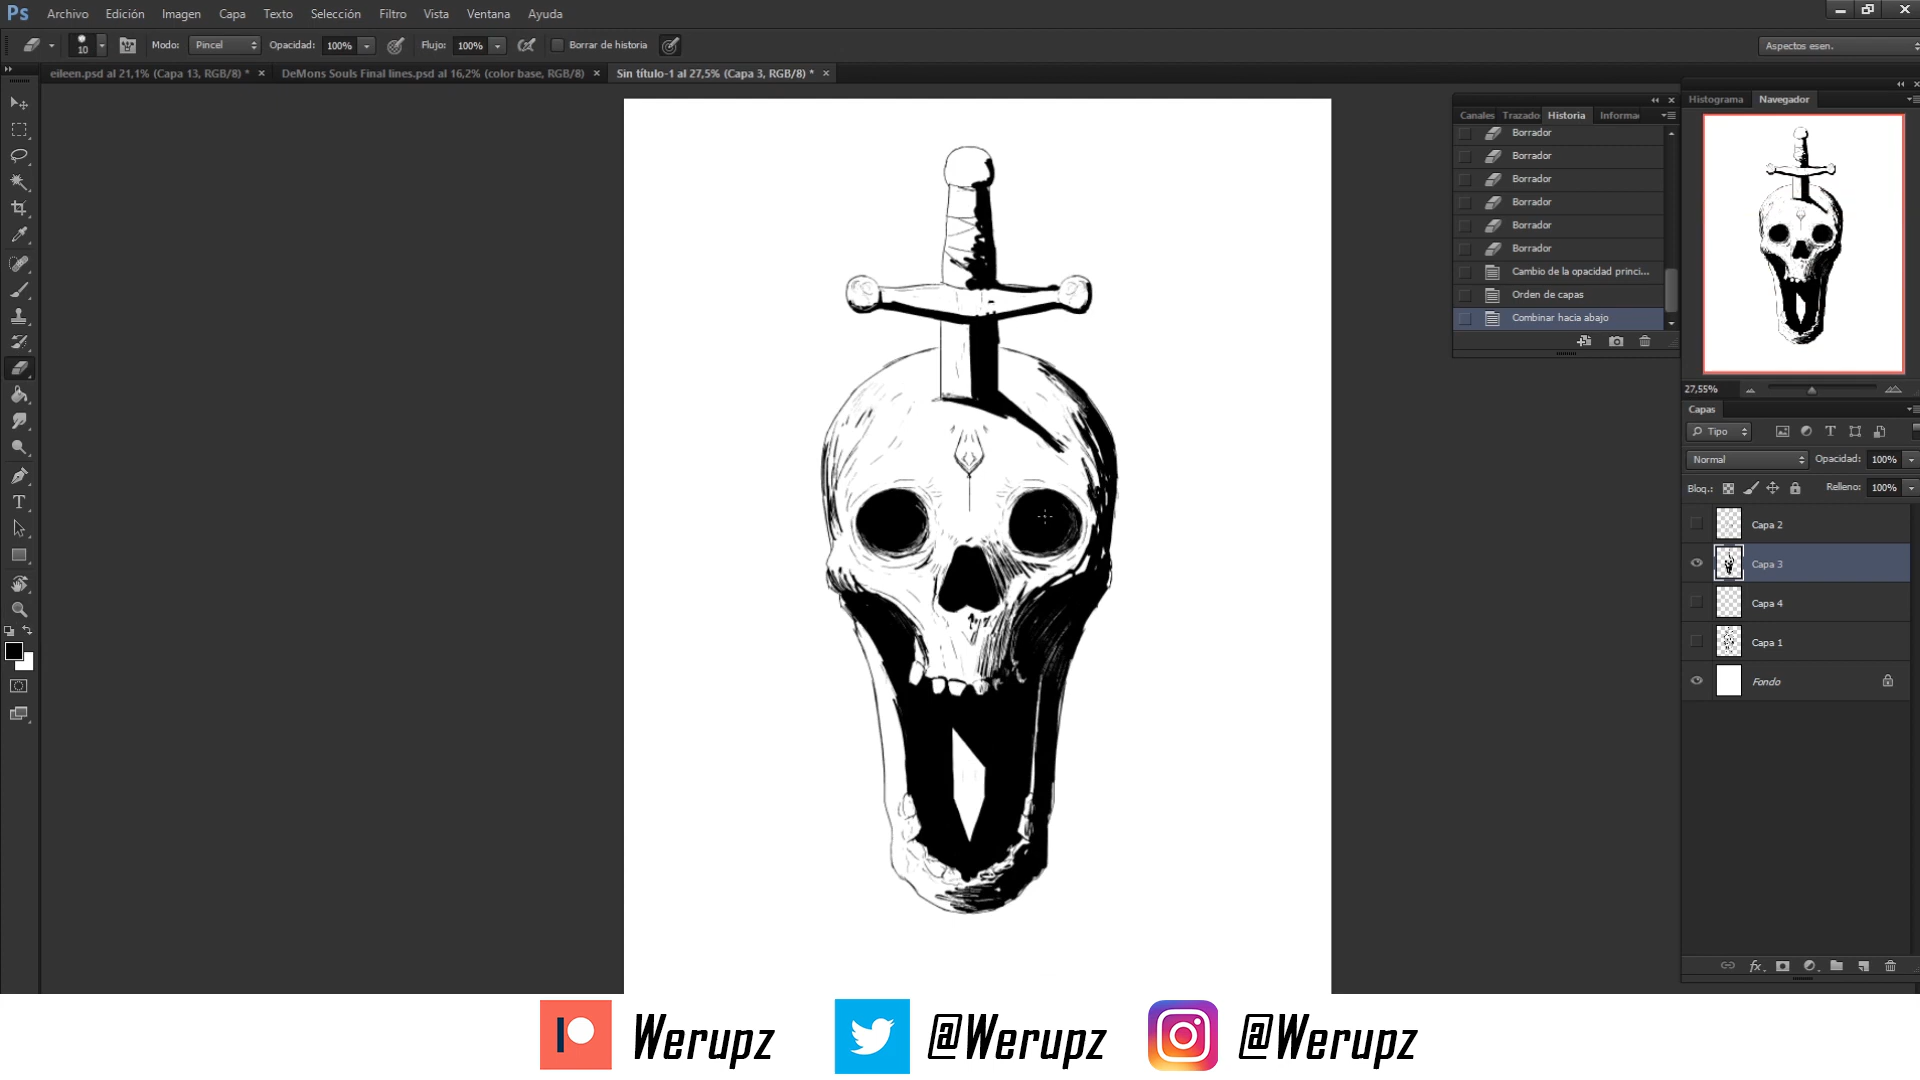 Ps Archivo Edición Imagen Capa Texto Selección Filtro Vista Ventana Ayuda
10 Modo: Pincel Opacidad: 100% Flujo: 100% Borrar de historia Aspectos esen.
eileen.psd al 21,1% (Capa 13, RGB/8) * × DeMons Souls Final lines.psd al 16,2% (color base, RGB/8) × Sin título-1 al 27,5% (Capa 3, RGB/8) * ×
Canales Trazado Historia Informa
Borrador
Borrador
Borrador
Borrador
Borrador
Borrador
Cambio de la opacidad princi...
Orden de capas
Combinar hacia abajo
Histograma Navegador
27,55%
Capas
Tipo
Normal Opacidad: 100%
Bloq.: Relleno: 100%
Capa 2
Capa 3
Capa 4
Capa 1
Fondo
fx
Werupz @Werupz @Werupz